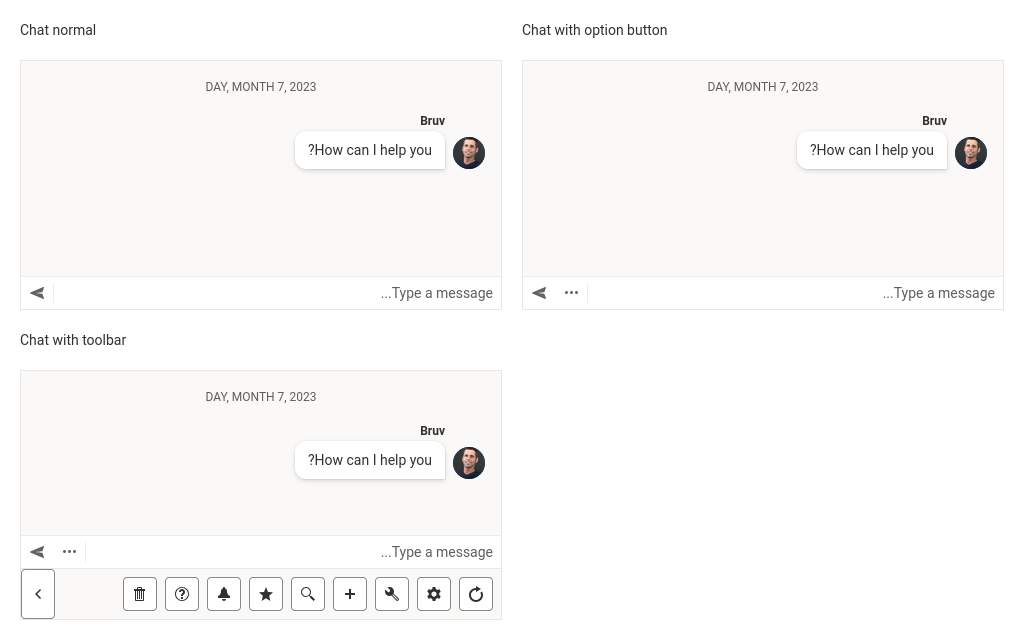 Chat normal
DAY, MONTH 7, 2023
Bruv
?How can I help you
...Type a message
Chat with option button
DAY, MONTH 7, 2023
Bruv
?How can I help you
...Type a message
Chat with toolbar
DAY, MONTH 7, 2023
Bruv
?How can I help you
...Type a message